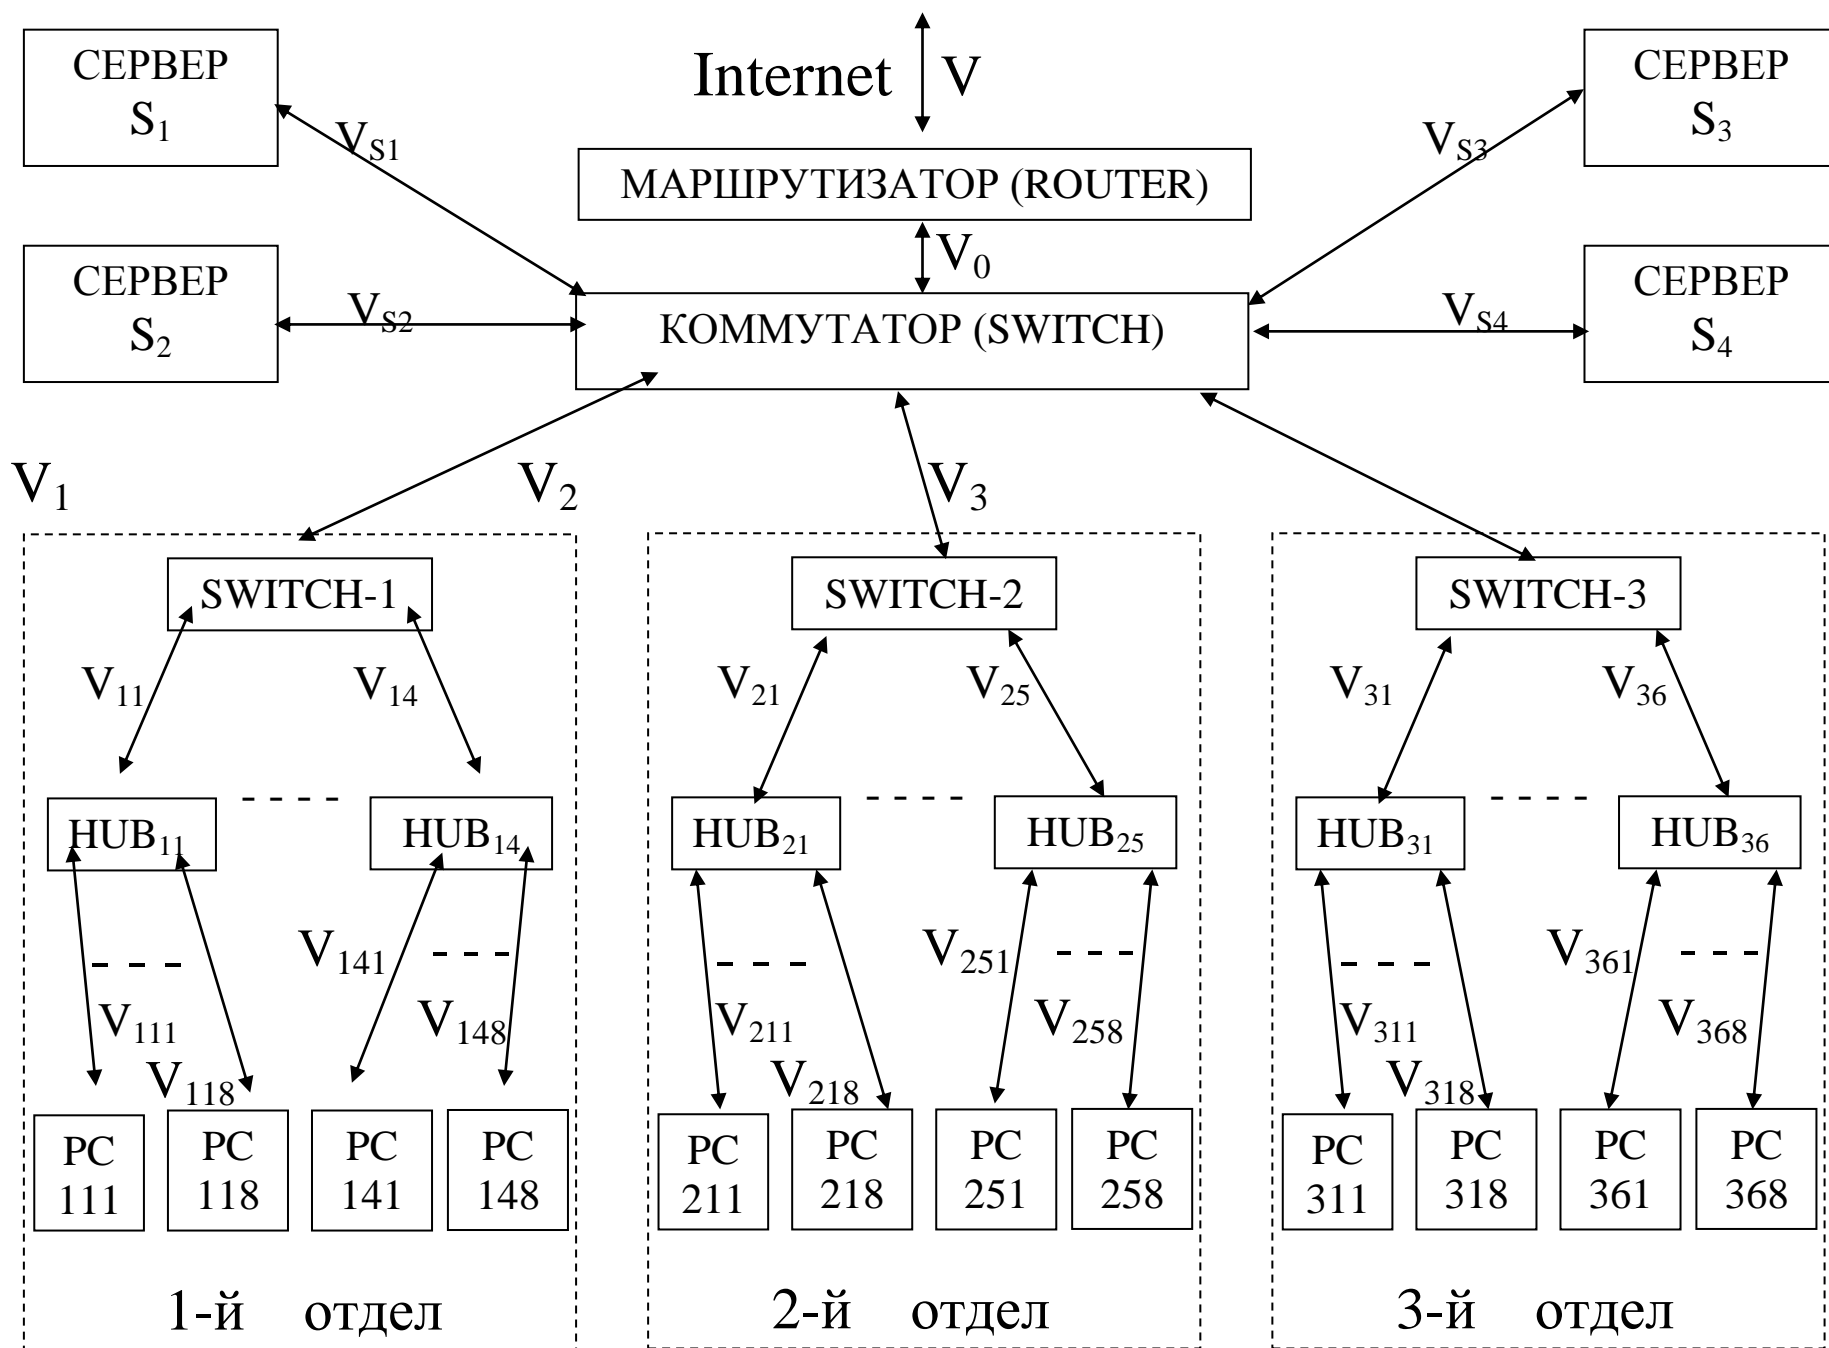 СЕРВЕР
S1
Internet
V
СЕРВЕР
S3
VS1
VS3
МАРШРУТИЗАТОР (ROUTER)
V0
СЕРВЕР
S2
VS2
КОММУТАТОР (SWITCH)
VS4
СЕРВЕР
S4
V1
V2
V3
SWITCH-1
SWITCH-2
SWITCH-3
V11
V14
V21
V25
V31
V36
HUB11
HUB14
HUB21
HUB25
HUB31
HUB36
V141
V251
V361
V111
V148
V211
V258
V311
V368
V118
V218
V318
PC
111
PC
118
PC
141
PC
148
PC
211
PC
218
PC
251
PC
258
PC
311
PC
318
PC
361
PC
368
1-й отдел
2-й отдел
3-й отдел